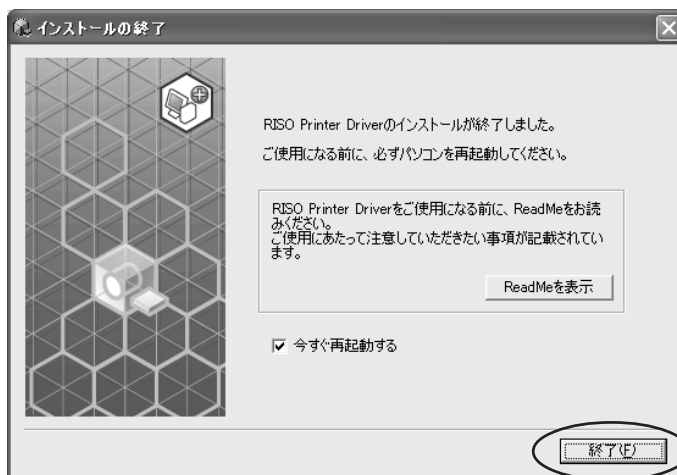 インストールの終了
RISO Printer Driverのインストールが終了しました。
ご使用になる前に、必ずパソコンを再起動してください。
RISO Printer Driverをご使用になる前に、ReadMeをお読
みください。
ご使用にあたって注意していただきたい事項が記載されてい
ます。
ReadMeを表示
今すぐ再起動する
終了(F)